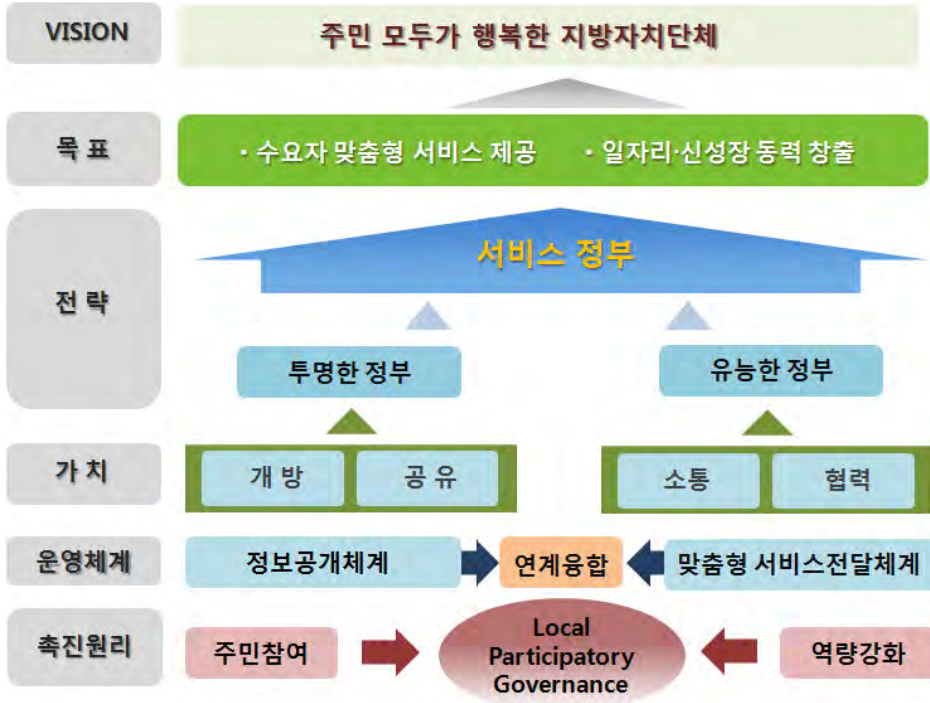 VISION
주민 모두가 행복한 지방자치단체
목 표
· 수요자 맞춤형 서비스 제공 · 일자리·신성장 동력 창출
전 략
서비스 정부
투명한 정부
유능한 정부
가 치
개 방
공 유
소통
협력
운영체계
정보공개체계
연계융합
맞춤형 서비스전달체계
촉진원리
주민참여
Local
Participatory
Governance
역량강화